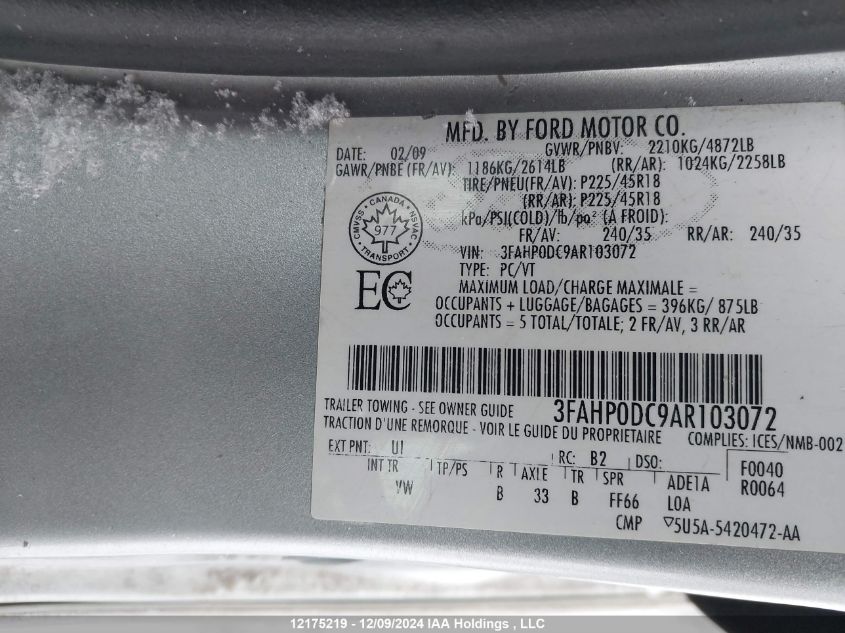 MFD. BY FORD MOTOR CO.
DATE: 02/09 GVWR/PNBV: 2210KG/4872LB
GAWR/PNBE (FR/AV): 1186KG/2614LB (RR/AR): 1024KG/2258LB
TIRE/PNEU(FR/AV): P225/45R18
(RR/AR): P225/45R18
kPa/PSI(COLD)/lb/po² (A FROID):
FR/AV: 240/35 RR/AR: 240/35
CMVSS • CANADA • NSVAC • TRANSPORT
977
VIN: 3FAHP0DC9AR103072
TYPE: PC/VT
EC
MAXIMUM LOAD/CHARGE MAXIMALE =
OCCUPANTS + LUGGAGE/BAGAGES = 396KG/ 875LB
OCCUPANTS = 5 TOTAL/TOTALE; 2 FR/AV, 3 RR/AR
TRAILER TOWING - SEE OWNER GUIDE 3FAHP0DC9AR103072
TRACTION D'UNE REMORQUE - VOIR LE GUIDE DU PROPRIETAIRE COMPLIES: ICES/NMB-002
EXT PNT: UI RC: B2 DSO: F0040
INT TR TP/PS R AXLE TR SPR ADE1A R0064
YW B 33 B FF66 LOA
CMP ▽5U5A-5420472-AA
12175219 - 12/09/2024 IAA Holdings , LLC